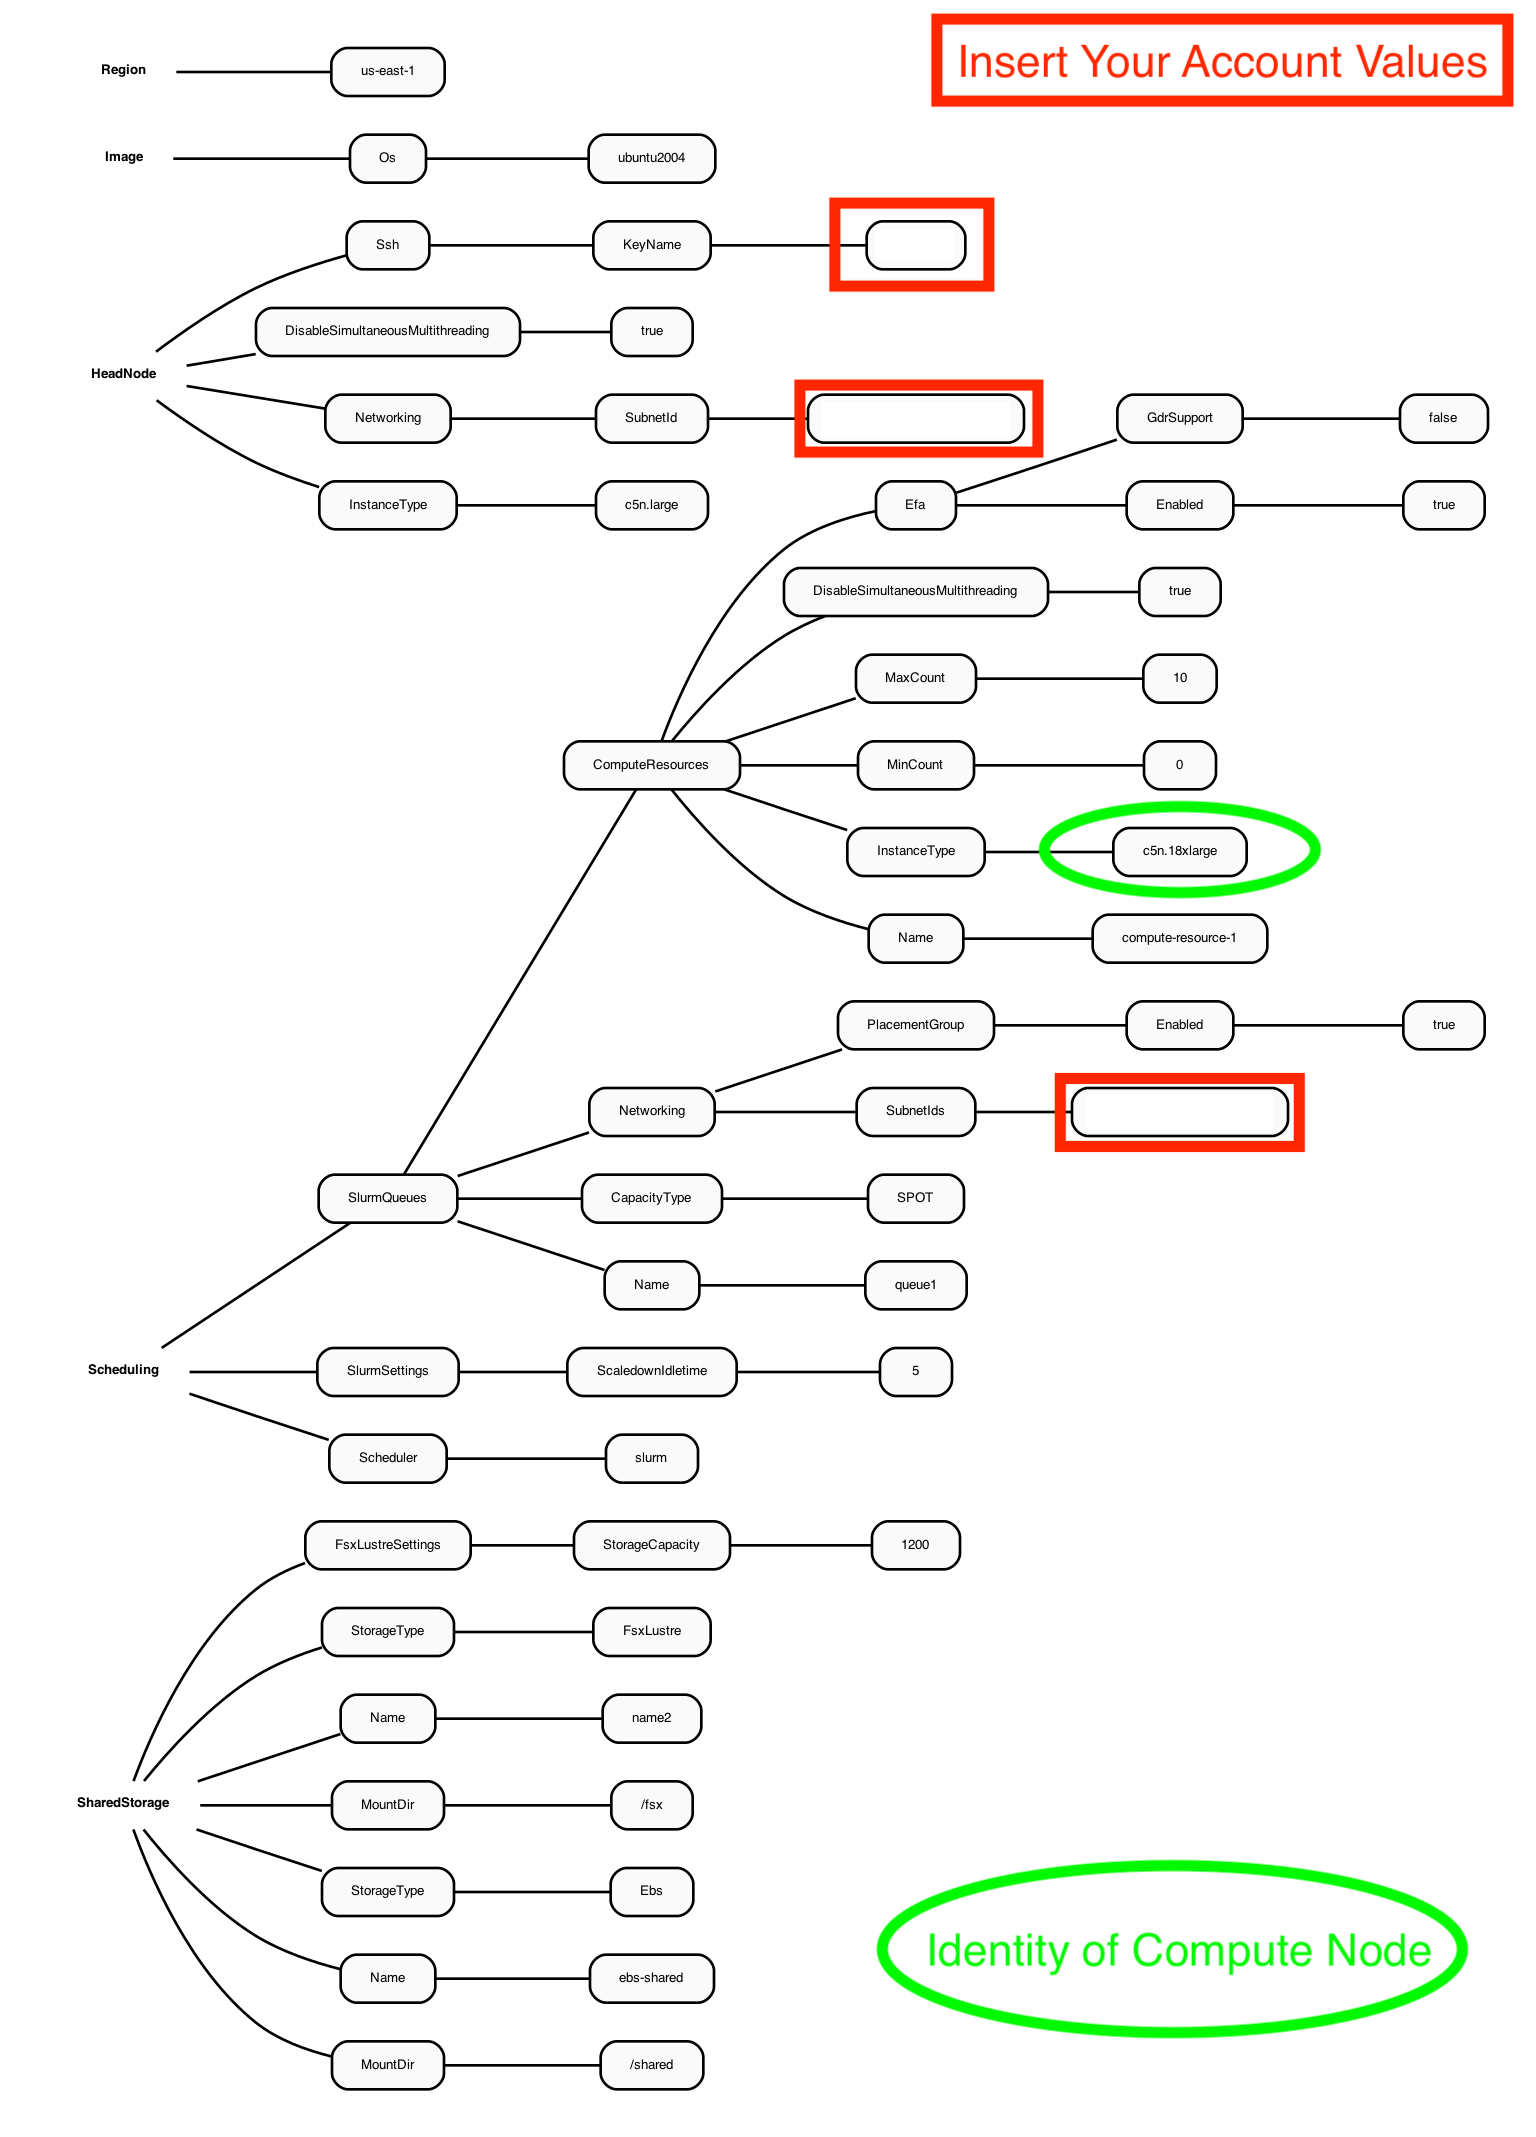 Insert Your Account Values
Region us-east-1
Image Os ubuntu2004
Ssh KeyName
DisableSimultaneousMultithreading true
HeadNode
Networking SubnetId
GdrSupport false
InstanceType c5n.large
Efa Enabled true
DisableSimultaneousMultithreading true
MaxCount 10
ComputeResources MinCount 0
InstanceType c5n.18xlarge
Name compute-resource-1
PlacementGroup Enabled true
Networking SubnetIds
SlurmQueues CapacityType SPOT
Name queue1
Scheduling SlurmSettings ScaledownIdletime 5
Scheduler slurm
FsxLustreSettings StorageCapacity 1200
StorageType FsxLustre
Name name2
SharedStorage MountDir /fsx
StorageType Ebs
Identity of Compute Node
Name ebs-shared
MountDir /shared